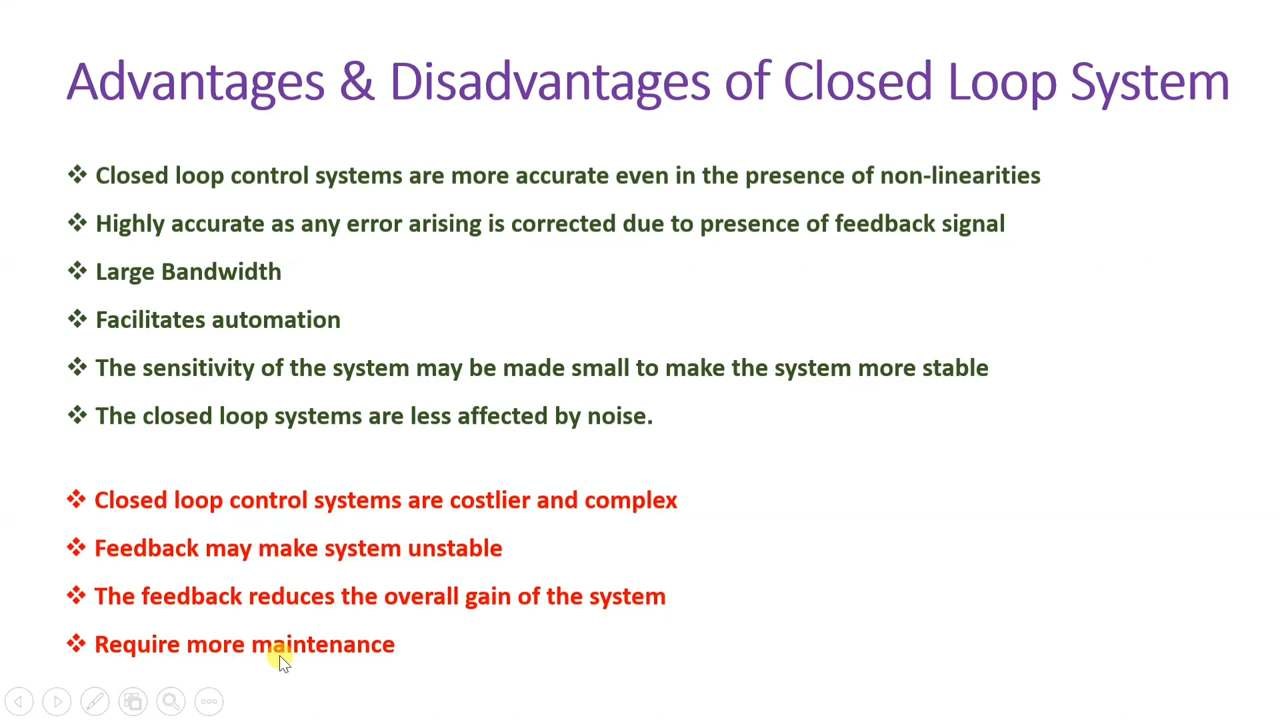 Advantages & Disadvantages of Closed Loop System
❖ Closed loop control systems are more accurate even in the presence of non-linearities
❖ Highly accurate as any error arising is corrected due to presence of feedback signal
❖ Large Bandwidth
❖ Facilitates automation
❖ The sensitivity of the system may be made small to make the system more stable
❖ The closed loop systems are less affected by noise.
❖ Closed loop control systems are costlier and complex
❖ Feedback may make system unstable
❖ The feedback reduces the overall gain of the system
❖ Require more maintenance